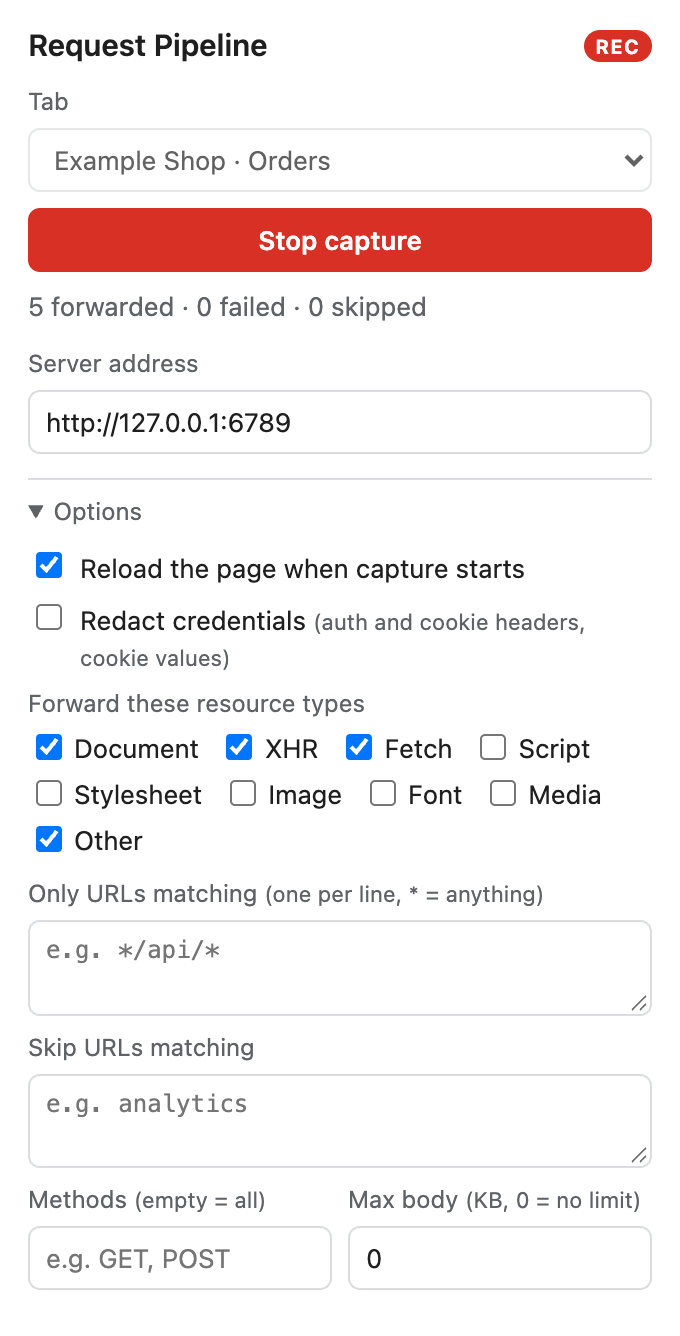 Request Pipeline
REC
Tab
Example Shop · Orders
Stop capture
5 forwarded · 0 failed · 0 skipped
Server address
http://127.0.0.1:6789
Options
Reload the page when capture starts
Redact credentials (auth and cookie headers,
cookie values)
Forward these resource types
Document XHR Fetch Script
Stylesheet Image Font Media
Other
Only URLs matching (one per line, * = anything)
e.g. */api/*
Skip URLs matching
e.g. analytics
Methods (empty = all) Max body (KB, 0 = no limit)
e.g. GET, POST 0